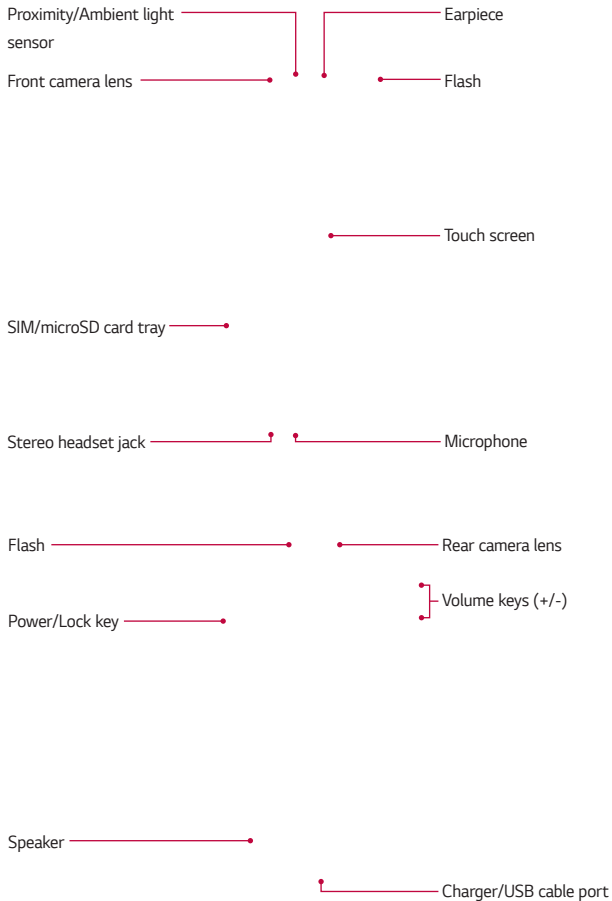 Proximity/Ambient light
sensor
Earpiece
Front camera lens
Flash
Touch screen
SIM/microSD card tray
Stereo headset jack
Microphone
Flash
Rear camera lens
Volume keys (+/-)
Power/Lock key
Speaker
Charger/USB cable port